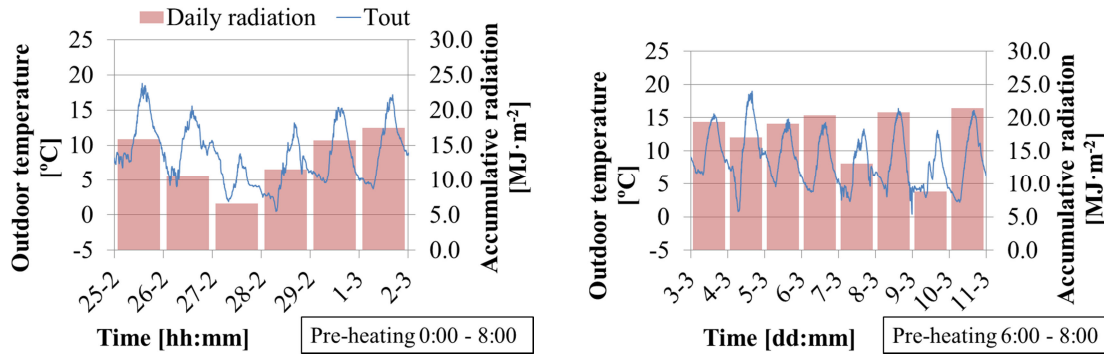 Daily radiation Tout
Outdoor temperature
[ºC]
25
20
15
10
5
0
-5
30.0
25.0
20.0
15.0
10.0
5.0
0.0
Accumulative radiation
[MJ·m-2]
25-2 26-2 27-2 28-2 29-2 1-3 2-3
Time [hh:mm]
Pre-heating 0:00 - 8:00
Outdoor temperature
[ºC]
25
20
15
10
5
0
-5
30.0
25.0
20.0
15.0
10.0
5.0
0.0
Accumulative radiation
[MJ·m-2]
3-3 4-3 5-3 6-3 7-3 8-3 9-3 10-3 11-3
Time [dd:mm]
Pre-heating 6:00 - 8:00